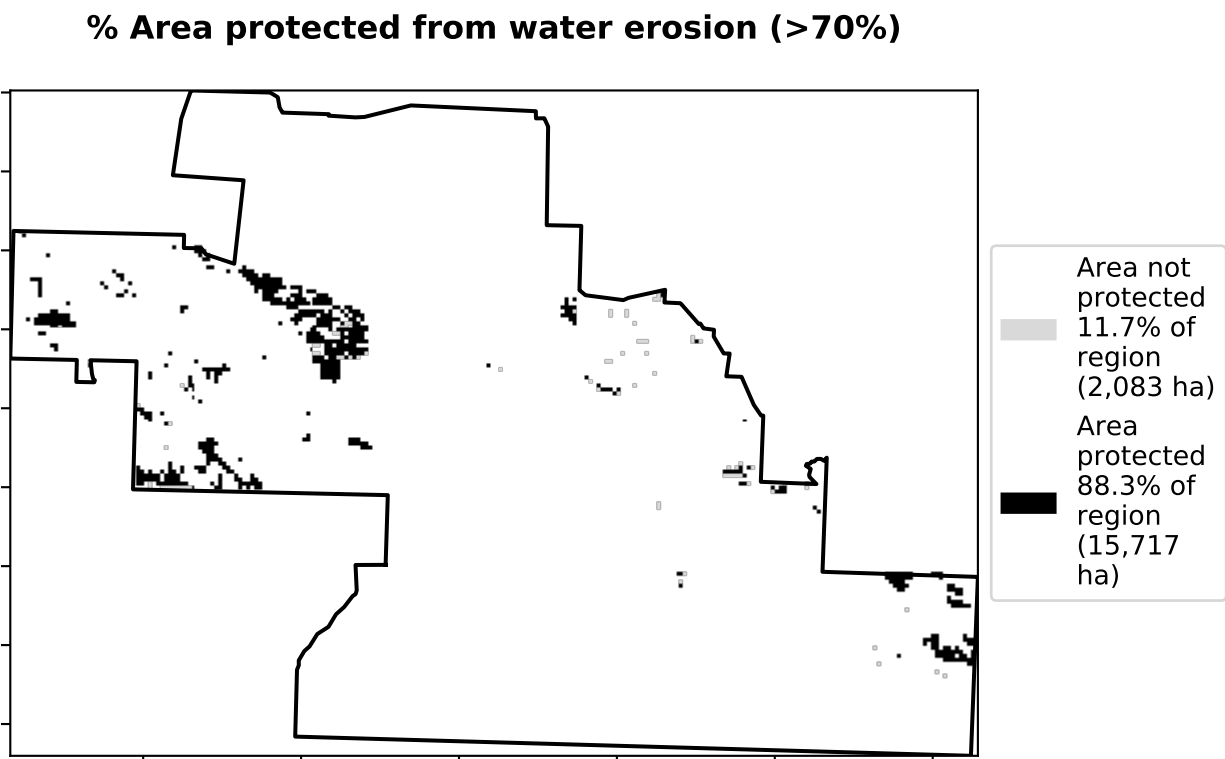 % Area protected from water erosion (>70%)
Area not
protected
11.7% of
region
(2,083 ha)
Area
protected
88.3% of
region
(15,717
ha)